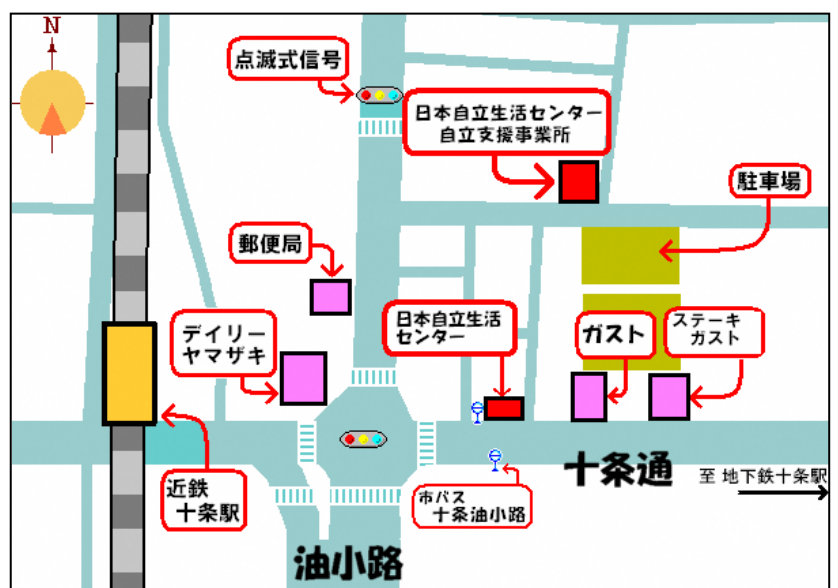 N
点滅式信号
日本自立生活センター
自立支援事業所
駐車場
郵便局
デイリー
ヤマザキ
日本自立生活
センター
ガスト
ステーキ
ガスト
近鉄
十条駅
市バス
十条油小路
十条通
至 地下鉄十条駅
油小路